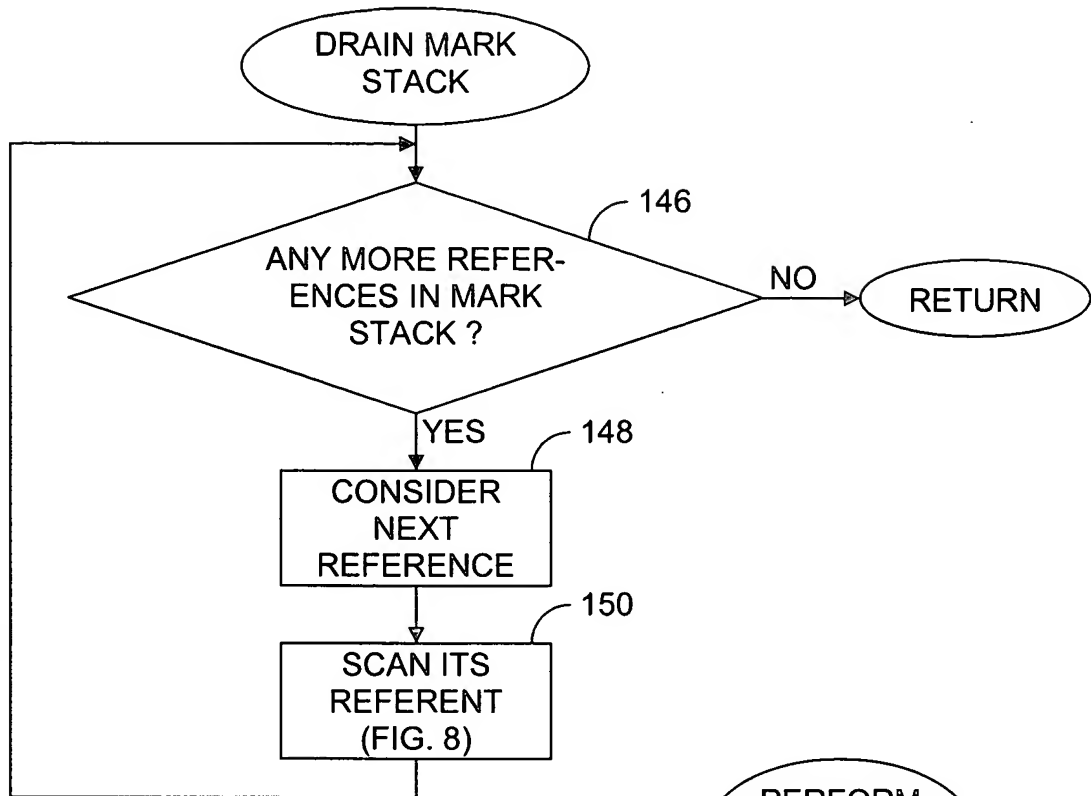 DRAIN MARK
STACK
146
ANY MORE REFER-
ENCES IN MARK
STACK ?
NO
RETURN
YES
148
CONSIDER
NEXT
REFERENCE
150
SCAN ITS
REFERENT
(FIG. 8)
PERFORM